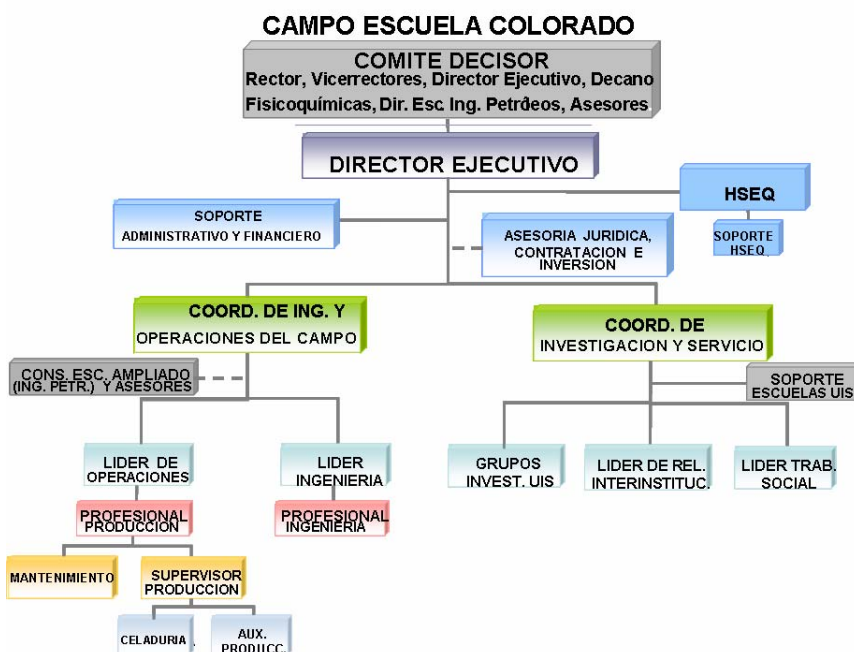 CAMPO ESCUELA COLORADO
COMITE DECISOR
Rector, Vicerrectores, Director Ejecutivo, Decano
Fisicoquímicas, Dir. Esc. Ing. Petróleos, Asesores
DIRECTOR EJECUTIVO
HSEQ
SOPORTE
HSEQ.
SOPORTE
ADMINISTRATIVO Y FINANCIERO
ASESORIA JURIDICA,
CONTRATACION E
INVERSION
COORD. DE ING. Y
OPERACIONES DEL CAMPO
COORD. DE
INVESTIGACION Y SERVICIO
CONS. ESC. AMPLIADO
(ING. PETR.) Y ASESORES
SOPORTE
ESCUELAS UIS
LIDER DE
OPERACIONES
LIDER
INGENIERIA
GRUPOS
INVEST. UIS
LIDER DE REL.
INTERINSTITUC.
LIDER TRAB.
SOCIAL
PROFESIONAL
PRODUCCION
PROFESIONAL
INGENIERIA
MANTENIMIENTO
SUPERVISOR
PRODUCCION
CELADURIA .
AUX.
PRODUCC.